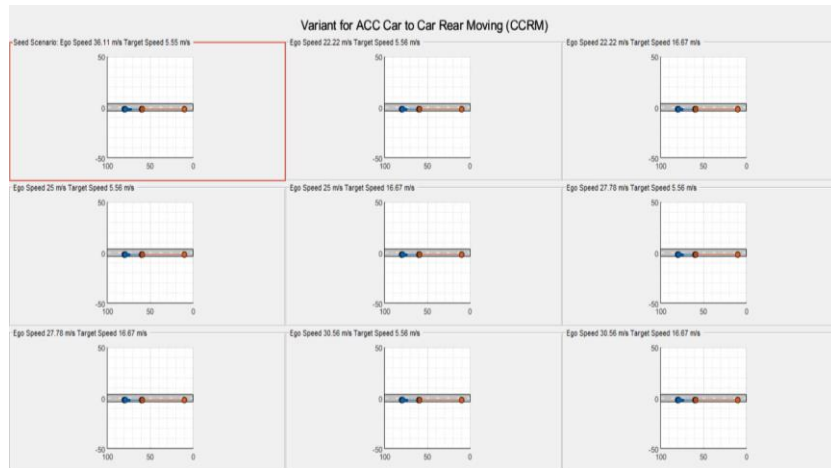 Variant for ACC Car to Car Rear Moving (CCRM)
Seed Scenario: Ego Speed 36.11 m/s Target Speed 5.55 m/s
50
0
-50
100 50 0
Ego Speed 22.22 m/s Target Speed 5.56 m/s
50
0
-50
100 50 0
Ego Speed 22.22 m/s Target Speed 16.67 m/s
50
0
-50
100 50 0
Ego Speed 25 m/s Target Speed 5.56 m/s
50
0
-50
100 50 0
Ego Speed 25 m/s Target Speed 16.67 m/s
50
0
-50
100 50 0
Ego Speed 27.78 m/s Target Speed 5.56 m/s
50
0
-50
100 50 0
Ego Speed 27.78 m/s Target Speed 16.67 m/s
50
0
-50
100 50 0
Ego Speed 30.56 m/s Target Speed 5.56 m/s
50
0
-50
100 50 0
Ego Speed 30.56 m/s Target Speed 16.67 m/s
50
0
-50
100 50 0